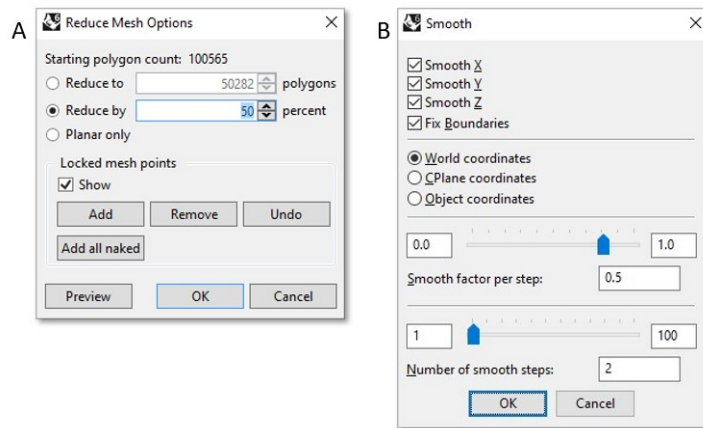 A
Reduce Mesh Options
Starting polygon count: 100565
Reduce to 50282 polygons
Reduce by 50 percent
Planar only
Locked mesh points
Show
Add Remove Undo
Add all naked
Preview OK Cancel
B
Smooth
Smooth X
Smooth Y
Smooth Z
Fix Boundaries
World coordinates
CPlane coordinates
Object coordinates
0.0 1.0
Smooth factor per step: 0.5
1 100
Number of smooth steps: 2
OK Cancel